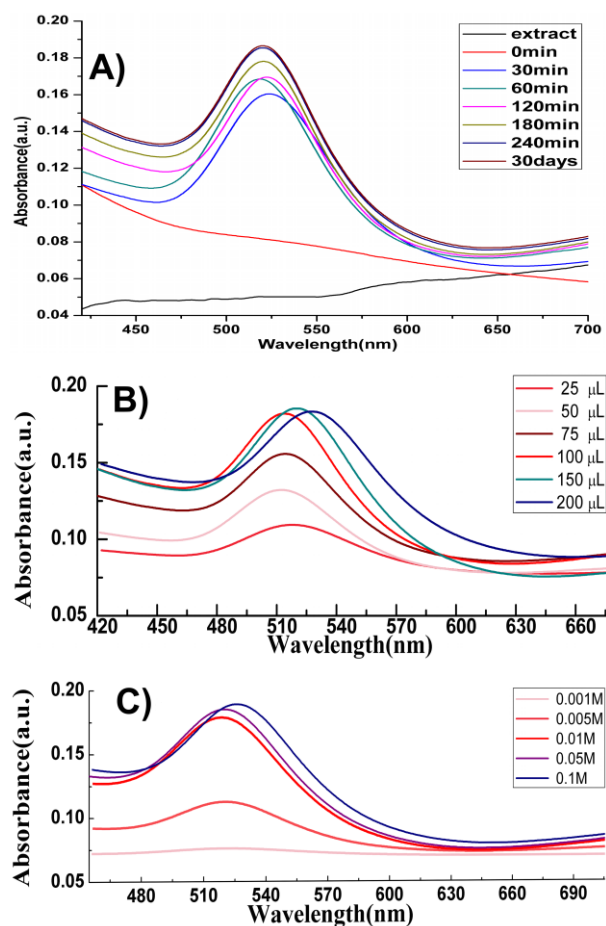 A)
extract
0min
30min
60min
120min
180min
240min
30days
0.20
0.18
0.16
0.14
0.12
0.10
0.08
0.06
0.04
Absorbance(a.u.)
450 500 550 600 650 700
Wavelength(nm)
B)
25 μL
50 μL
75 μL
100 μL
150 μL
200 μL
0.20
0.15
0.10
0.05
Absorbance(a.u.)
420 450 480 510 540 570 600 630 660
Wavelength(nm)
C)
0.001M
0.005M
0.01M
0.05M
0.1M
0.20
0.15
0.10
0.05
Absorbance(a.u.)
480 510 540 570 600 630 660 690
Wavelength(nm)